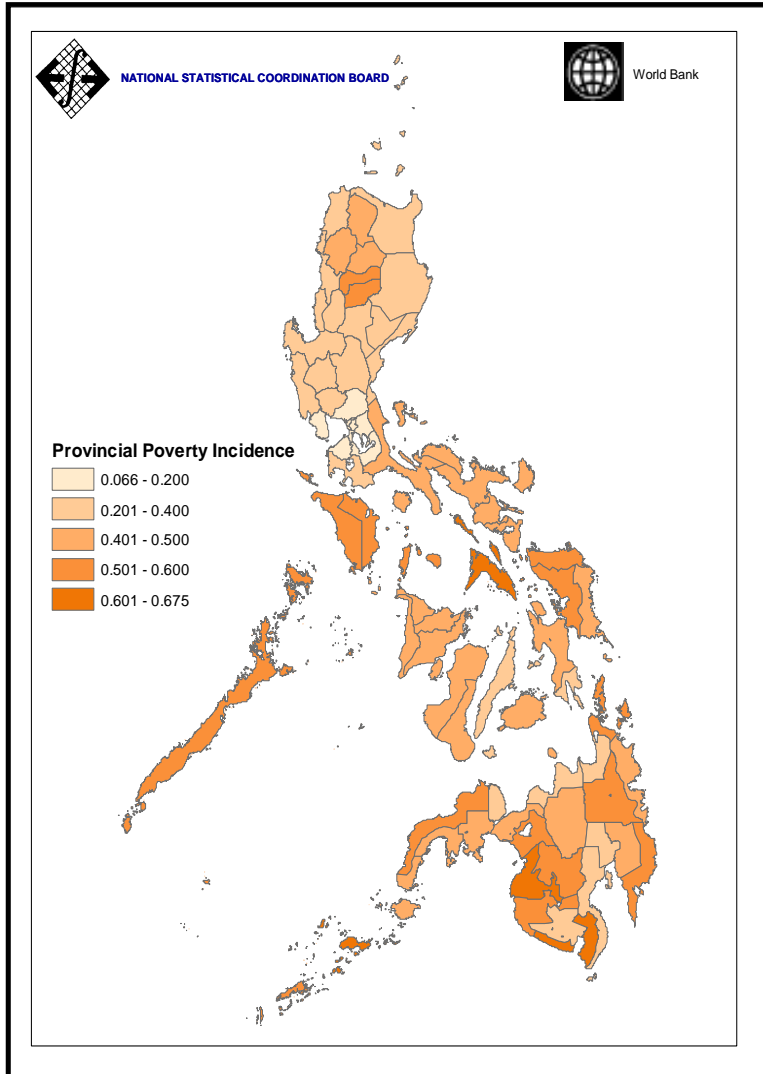 NATIONAL STATISTICAL COORDINATION BOARD
World Bank
Provincial Poverty Incidence
0.066 - 0.200
0.201 - 0.400
0.401 - 0.500
0.501 - 0.600
0.601 - 0.675